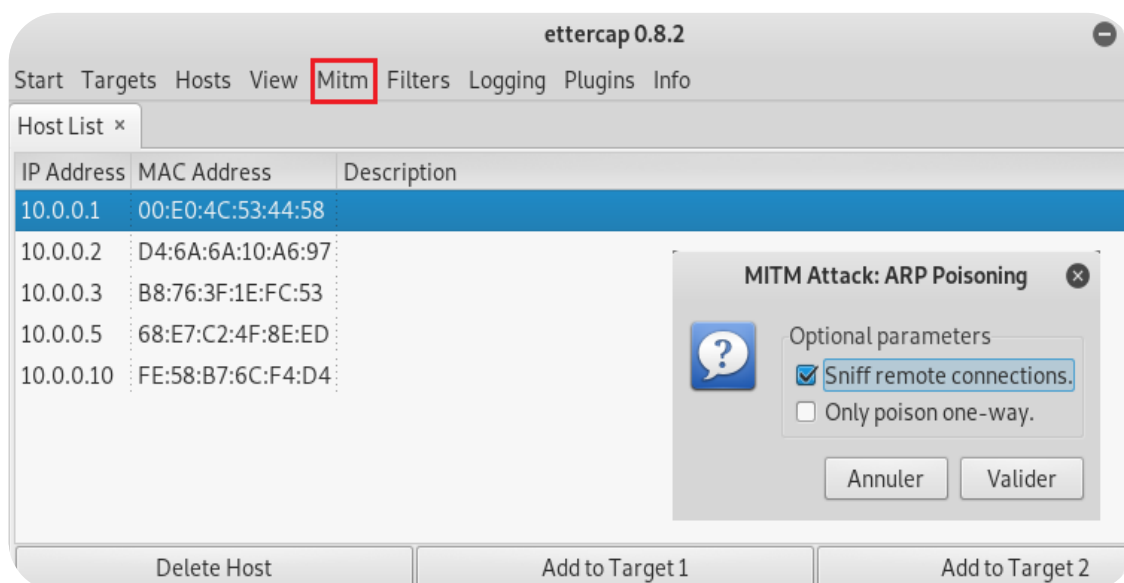 ettercap 0.8.2
Start Targets Hosts View Mitm Filters Logging Plugins Info
Host List ×
IP Address MAC Address Description
10.0.0.1 00:E0:4C:53:44:58
10.0.0.2 D4:6A:6A:10:A6:97
10.0.0.3 B8:76:3F:1E:FC:53
10.0.0.5 68:E7:C2:4F:8E:ED
10.0.0.10 FE:58:B7:6C:F4:D4
MITM Attack: ARP Poisoning
Optional parameters
Sniff remote connections.
Only poison one-way.
Annuler Valider
Delete Host Add to Target 1 Add to Target 2